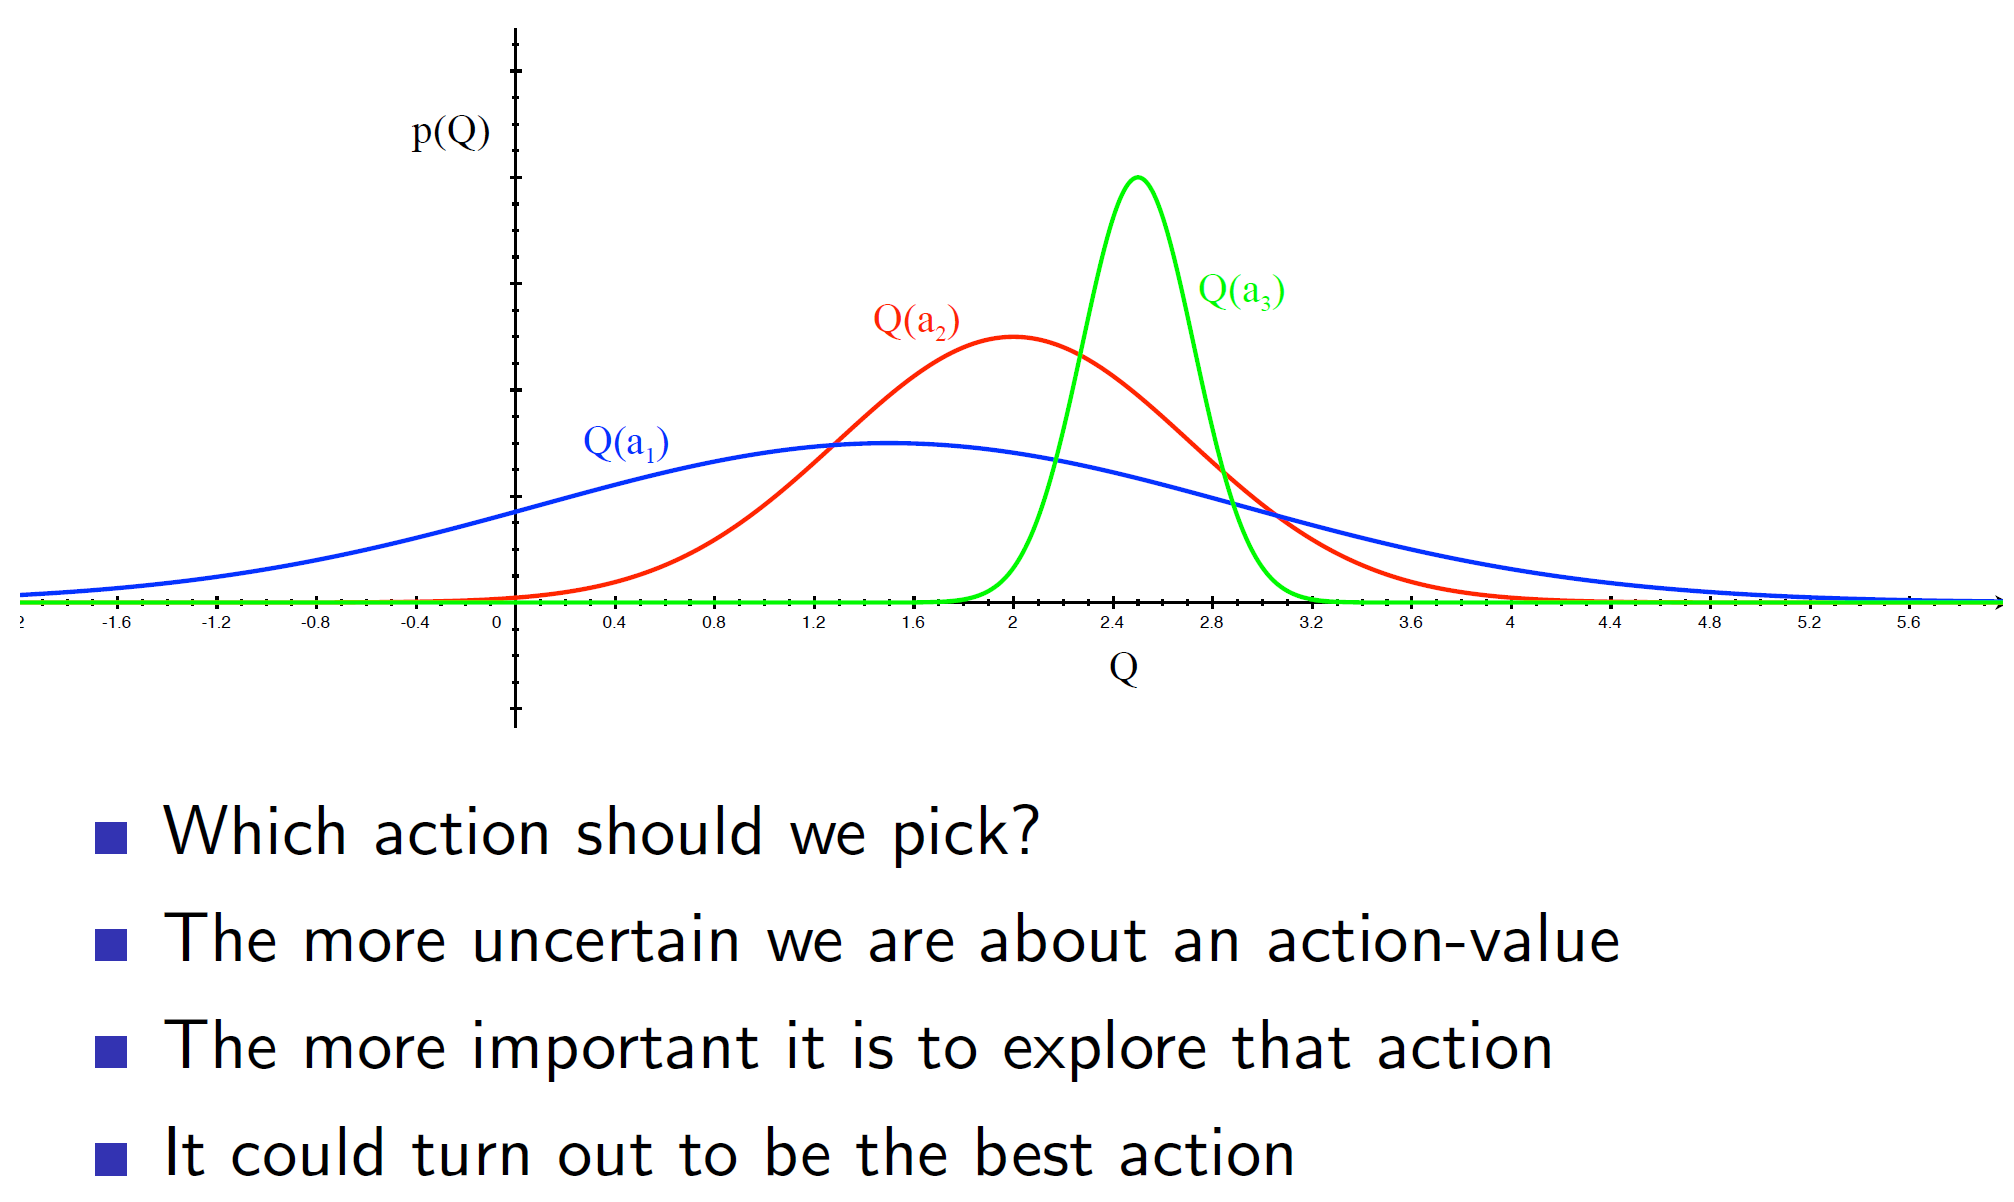 p(Q)
Q(a₃)
Q(a₂)
Q(a₁)
2 -1.6 -1.2 -0.8 -0.4 0 0.4 0.8 1.2 1.6 2 2.4 2.8 3.2 3.6 4 4.4 4.8 5.2 5.6
Q
Which action should we pick?
The more uncertain we are about an action-value
The more important it is to explore that action
It could turn out to be the best action